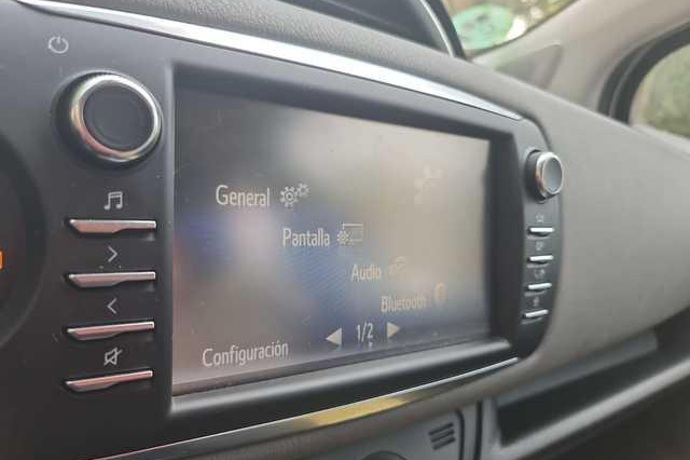 General
Pantalla
Audio
Bluetooth
1/2
Configuración